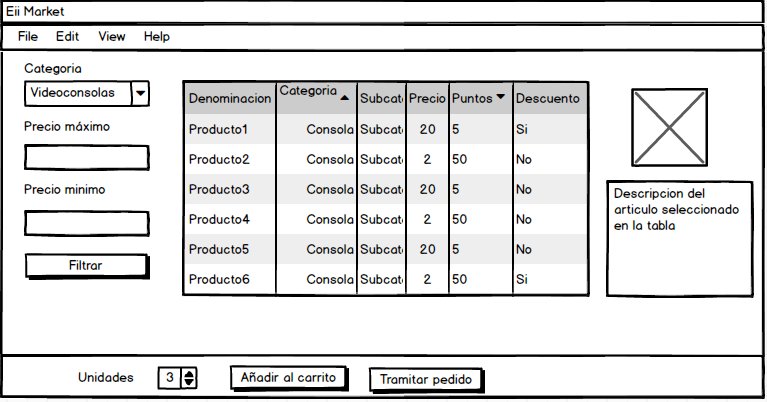 Eii Market
File Edit View Help
Categoria
Videoconsolas
Precio máximo
Precio minimo
Filtrar
Denominacion Categoria Subcat Precio Puntos Descuento
Producto1 Consola Subcat 20 5 Si
Producto2 Consola Subcat 2 50 No
Producto3 Consola Subcat 20 5 No
Producto4 Consola Subcat 2 50 No
Producto5 Consola Subcat 20 5 No
Producto6 Consola Subcat 2 50 Si
Descripcion del
articulo seleccionado
en la tabla
Unidades 3 Añadir al carrito Tramitar pedido